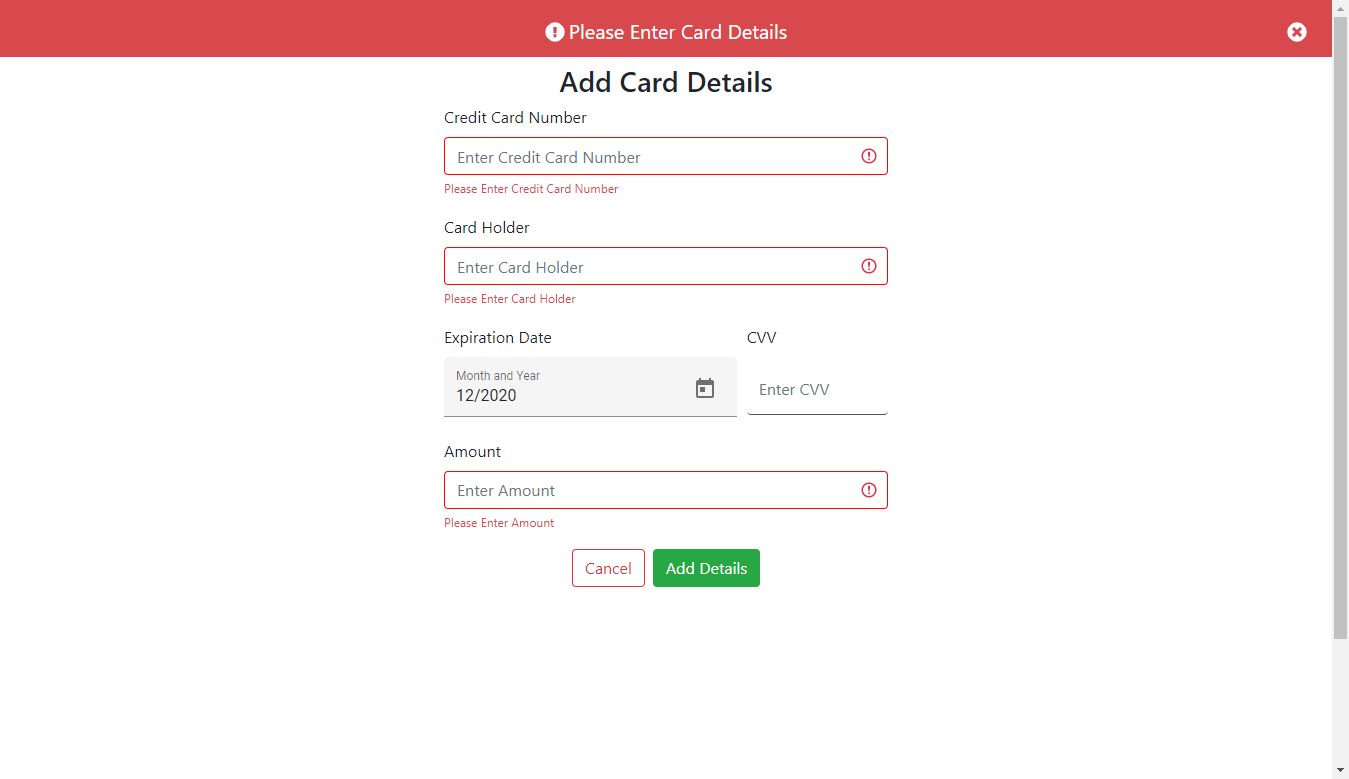 Please Enter Card Details
Add Card Details
Credit Card Number
Enter Credit Card Number
Please Enter Credit Card Number
Card Holder
Enter Card Holder
Please Enter Card Holder
Expiration Date
CVV
Month and Year
12/2020
Enter CVV
Amount
Enter Amount
Please Enter Amount
Cancel
Add Details